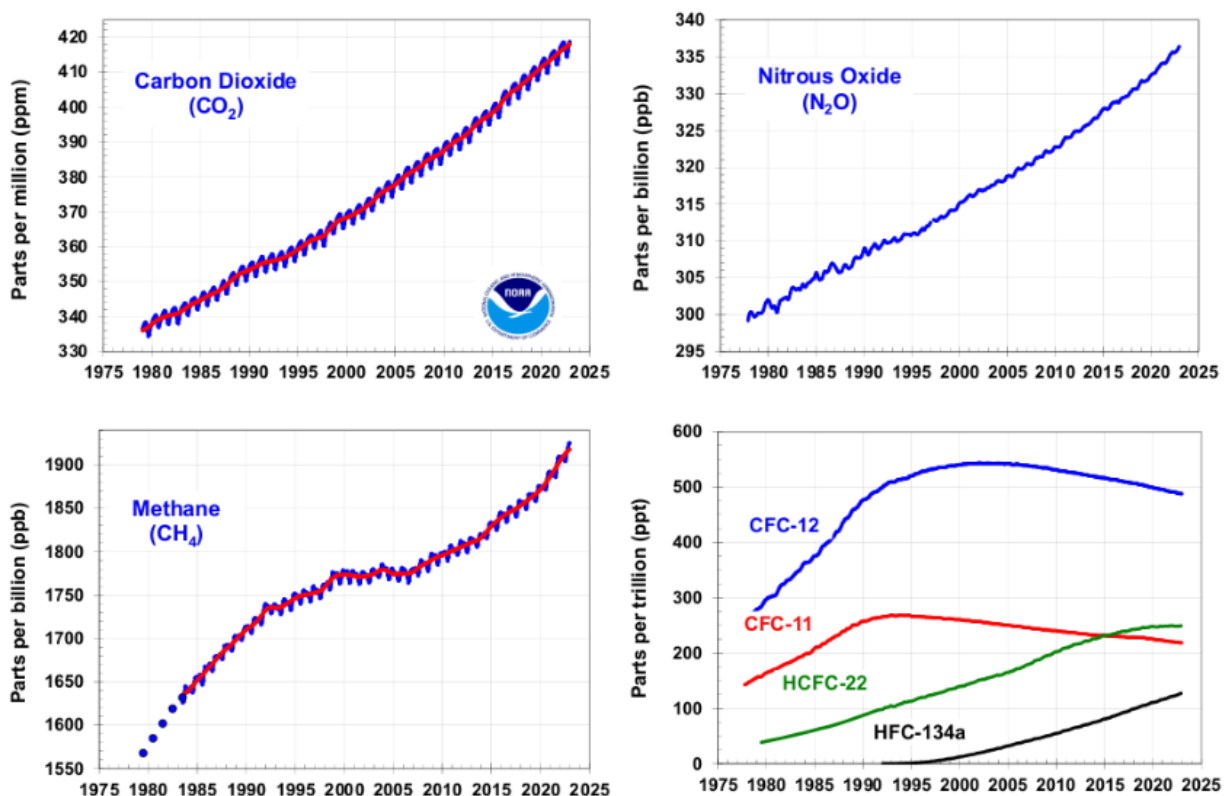 Parts per million (ppm)
420
410
400
390
380
370
360
350
340
330
Carbon Dioxide
(CO₂)
NOAA
1975 1980 1985 1990 1995 2000 2005 2010 2015 2020 2025
Parts per billion (ppb)
340
335
330
325
320
315
310
305
300
295
Nitrous Oxide
(N₂O)
1975 1980 1985 1990 1995 2000 2005 2010 2015 2020 2025
Parts per billion (ppb)
1900
1850
1800
1750
1700
1650
1600
1550
Methane
(CH₄)
1975 1980 1985 1990 1995 2000 2005 2010 2015 2020 2025
Parts per trillion (ppt)
600
500
400
300
200
100
0
CFC-12
CFC-11
HCFC-22
HFC-134a
1975 1980 1985 1990 1995 2000 2005 2010 2015 2020 2025